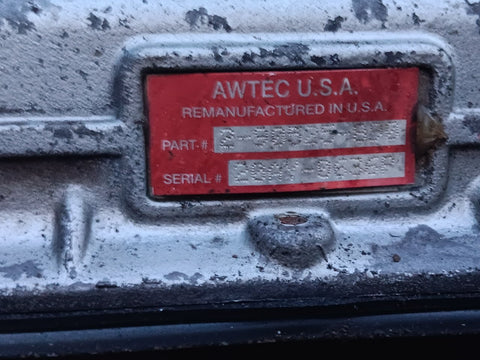 AWTEC U.S.A.
REMANUFACTURED IN U.S.A.
PART-#
SERIAL #